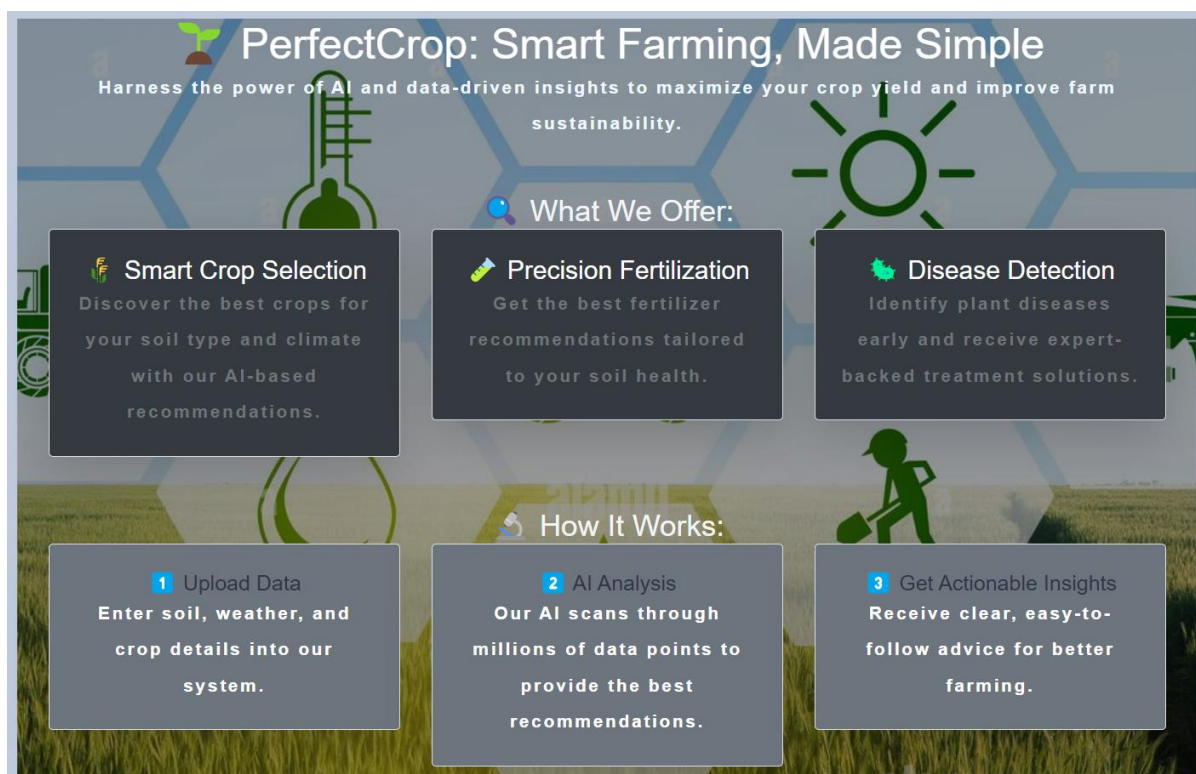 🌱 PerfectCrop: Smart Farming, Made Simple
Harness the power of AI and data-driven insights to maximize your crop yield and improve farm
sustainability.
🔍 What We Offer:
🌾 Smart Crop Selection
Discover the best crops for
your soil type and climate
with our AI-based
recommendations.
🧪 Precision Fertilization
Get the best fertilizer
recommendations tailored
to your soil health.
🦠 Disease Detection
Identify plant diseases
early and receive expert-
backed treatment solutions.
alamy
🔬 How It Works:
1️⃣ Upload Data
Enter soil, weather, and
crop details into our
system.
2️⃣ AI Analysis
Our AI scans through
millions of data points to
provide the best
recommendations.
3️⃣ Get Actionable Insights
Receive clear, easy-to-
follow advice for better
farming.